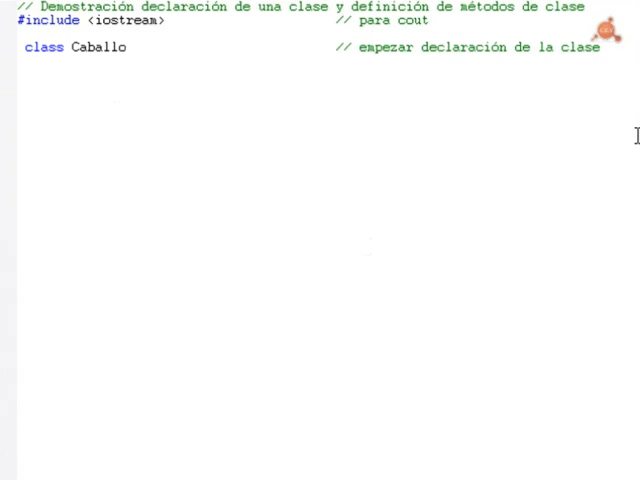 // Demostración declaración de una clase y definición de métodos de clase
#include <iostream> // para cout
class Caballo // empezar declaración de la clase